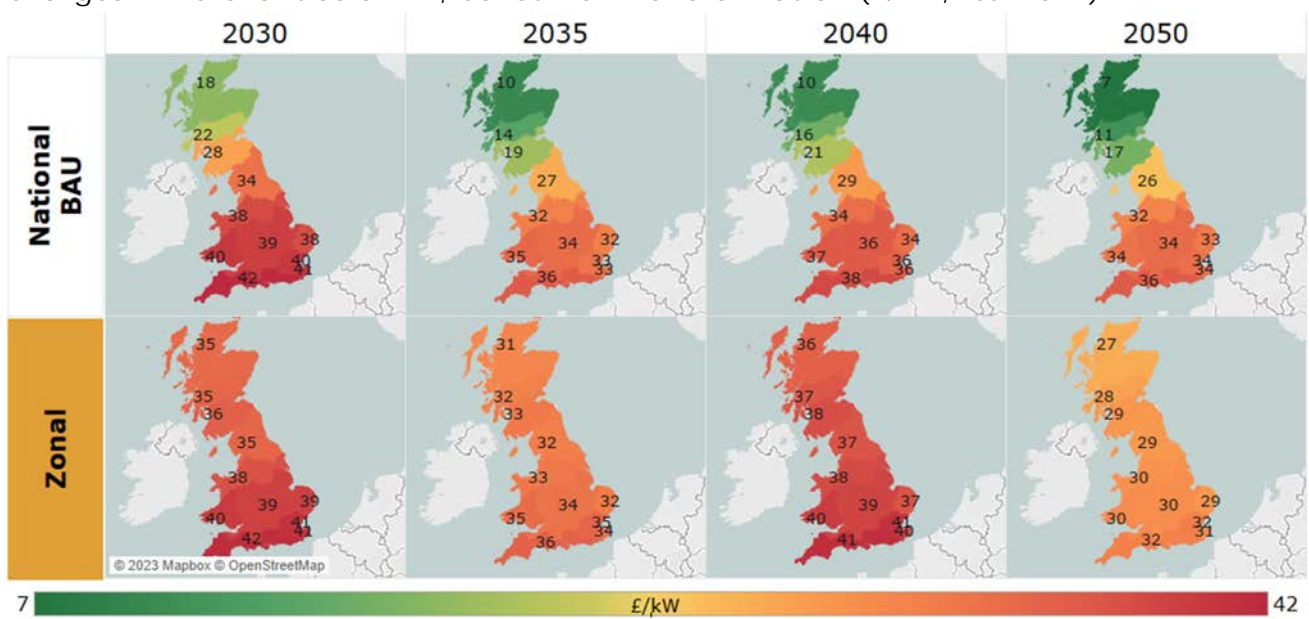 2030 2035 2040 2050
National BAU
18 22 28 34 38 39 38 40 40 41 42
10 14 19 27 32 34 32 35 33 33 36
10 16 21 29 34 36 34 37 36 36 38
7 11 17 26 32 34 33 34 34 34 36
Zonal
35 35 36 35 38 39 39 40 41 41 42
31 32 33 32 33 34 32 35 35 34 36
36 37 38 37 38 39 37 40 41 40 41
27 28 29 29 30 30 29 30 32 31 32
© 2023 Mapbox © OpenStreetMap
7 £/kW 42